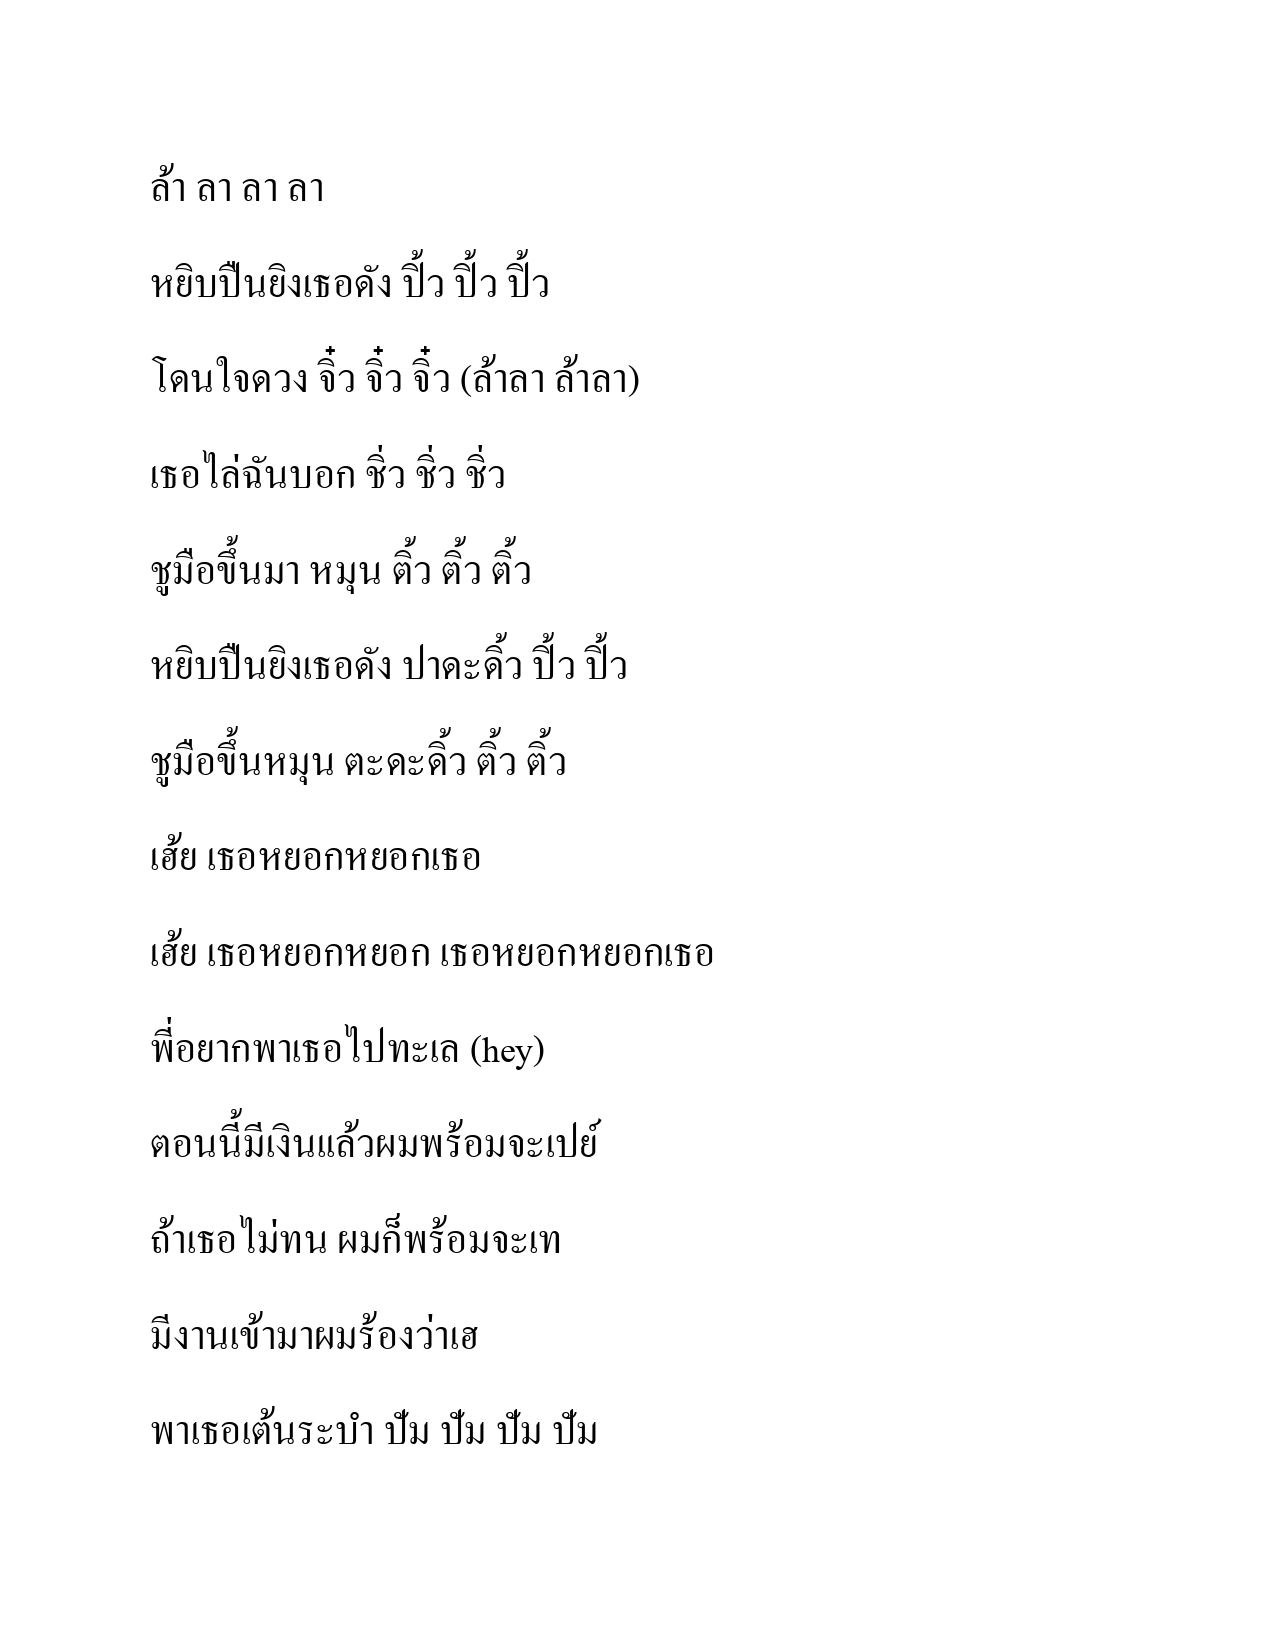 ล้า ลา ลา ลา
หยิบปืนยิงเธอดัง ปิ้ว ปิ้ว ปิ้ว
โดนใจดวง จิ๋ว จิ๋ว จิ๋ว (ล้าลา ล้าลา)
เธอไล่ฉันบอก ชิ่ว ชิ่ว ชิ่ว
ชูมือขึ้นมา หมุน ติ้ว ติ้ว ติ้ว
หยิบปืนยิงเธอดัง ปาดะดิ้ว ปิ้ว ปิ้ว
ชูมือขึ้นหมุน ตะดะดิ้ว ติ้ว ติ้ว
เฮ้ย เธอหยอกหยอกเธอ
เฮ้ย เธอหยอกหยอก เธอหยอกหยอกเธอ
พี่อยากพาเธอไปทะเล (hey)
ตอนนี้มีเงินแล้วผมพร้อมจะเปย์
ถ้าเธอไม่ทน ผมก็พร้อมจะเท
มีงานเข้ามาผมร้องว่าเฮ
พาเธอเต้นระบำ ปั๋ม ปั๋ม ปั๋ม ปั๋ม